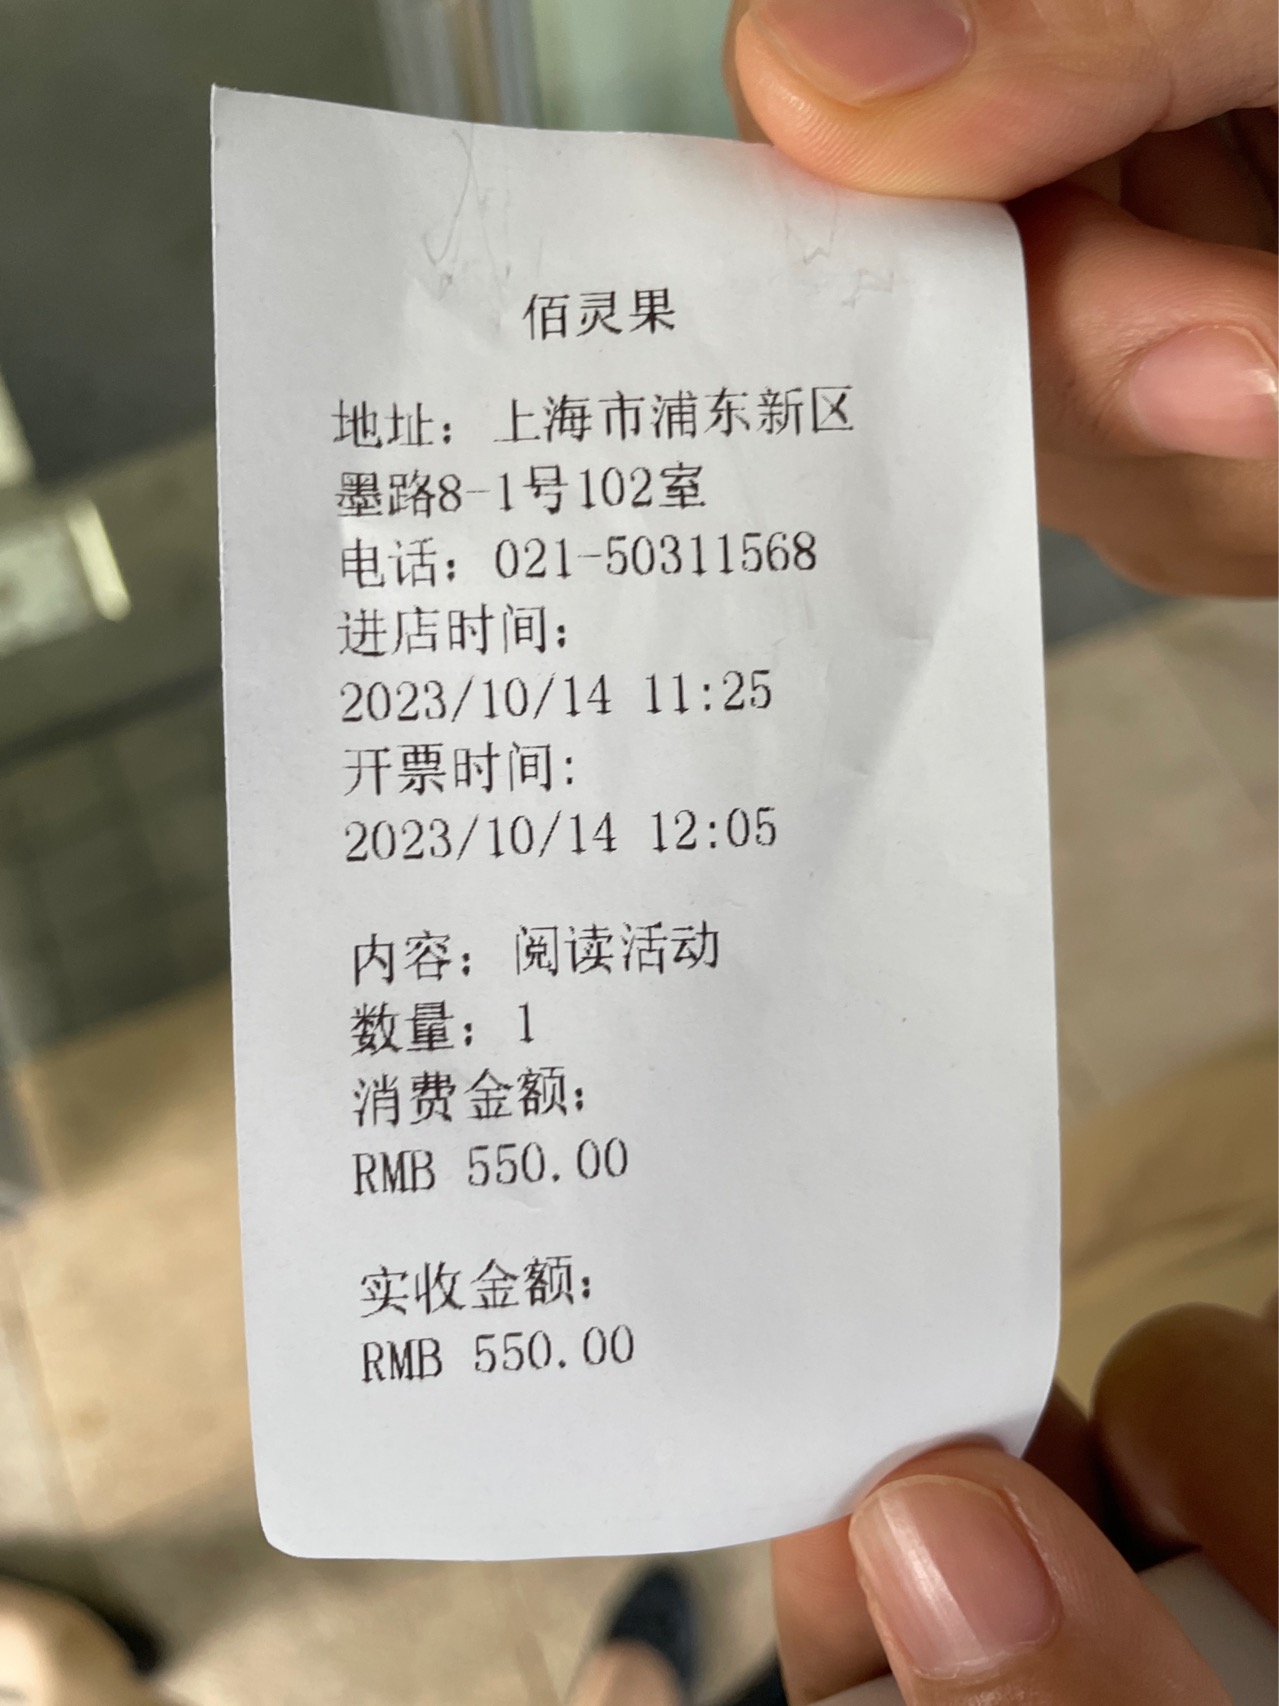 佰灵果
地址：上海市浦东新区
墨路8-1号102室
电话：021-50311568
进店时间：
2023/10/14 11:25
开票时间：
2023/10/14 12:05
内容：阅读活动
数量：1
消费金额：
RMB 550.00
实收金额：
RMB 550.00